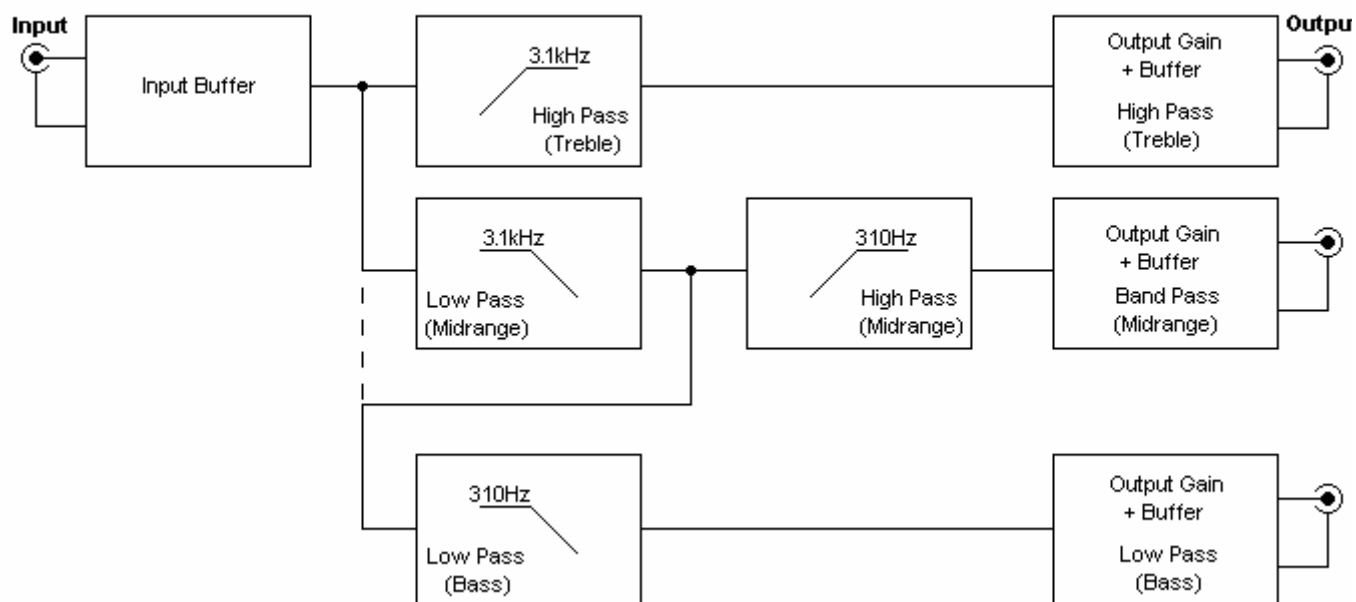 Input
Output
Input Buffer
3.1kHz
High Pass
(Treble)
Output Gain
+ Buffer
High Pass
(Treble)
3.1kHz
Low Pass
(Midrange)
310Hz
High Pass
(Midrange)
Output Gain
+ Buffer
Band Pass
(Midrange)
310Hz
Low Pass
(Bass)
Output Gain
+ Buffer
Low Pass
(Bass)